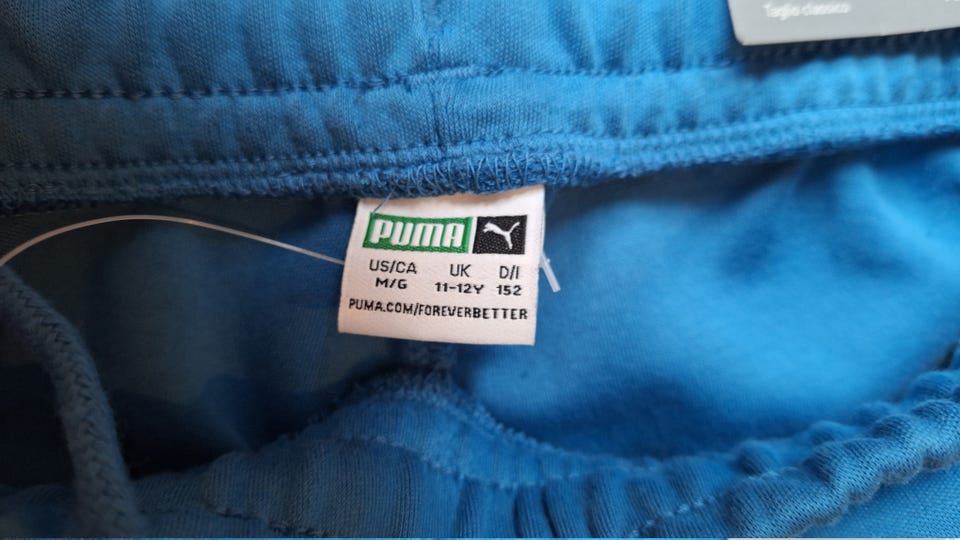 Taglio classico
PUMA
US/CA UK D/I
M/G 11-12Y 152
PUMA.COM/FOREVERBETTER